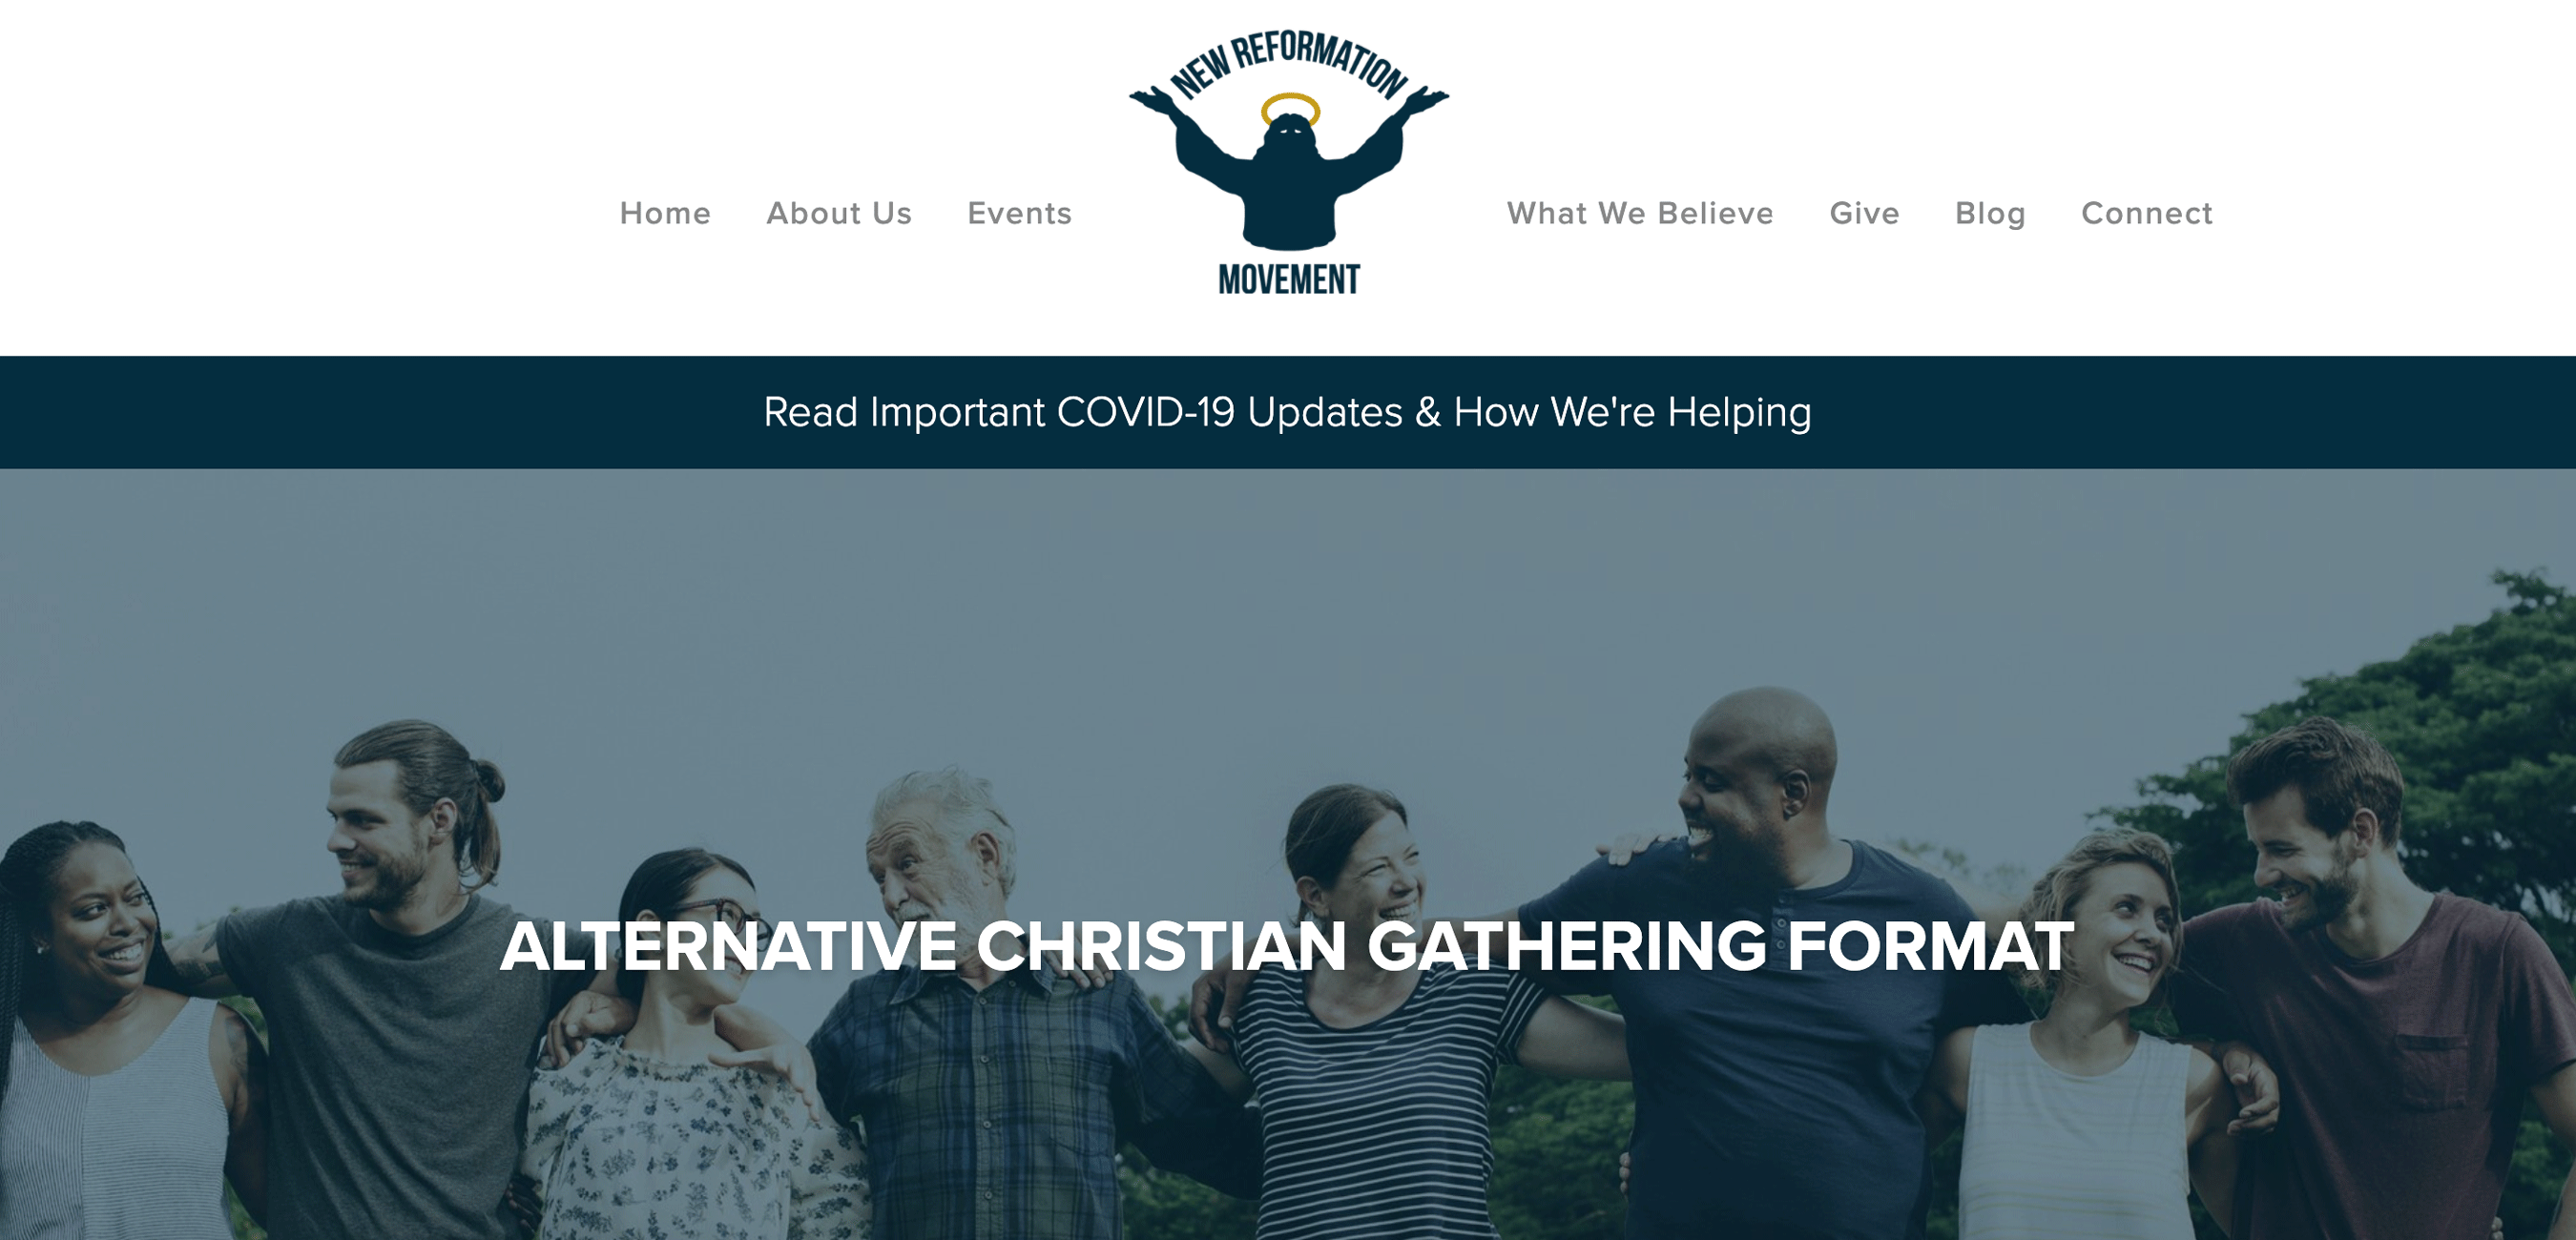 NEW REFORMATION
MOVEMENT
Home About Us Events What We Believe Give Blog Connect
Read Important COVID-19 Updates & How We're Helping
ALTERNATIVE CHRISTIAN GATHERING FORMAT